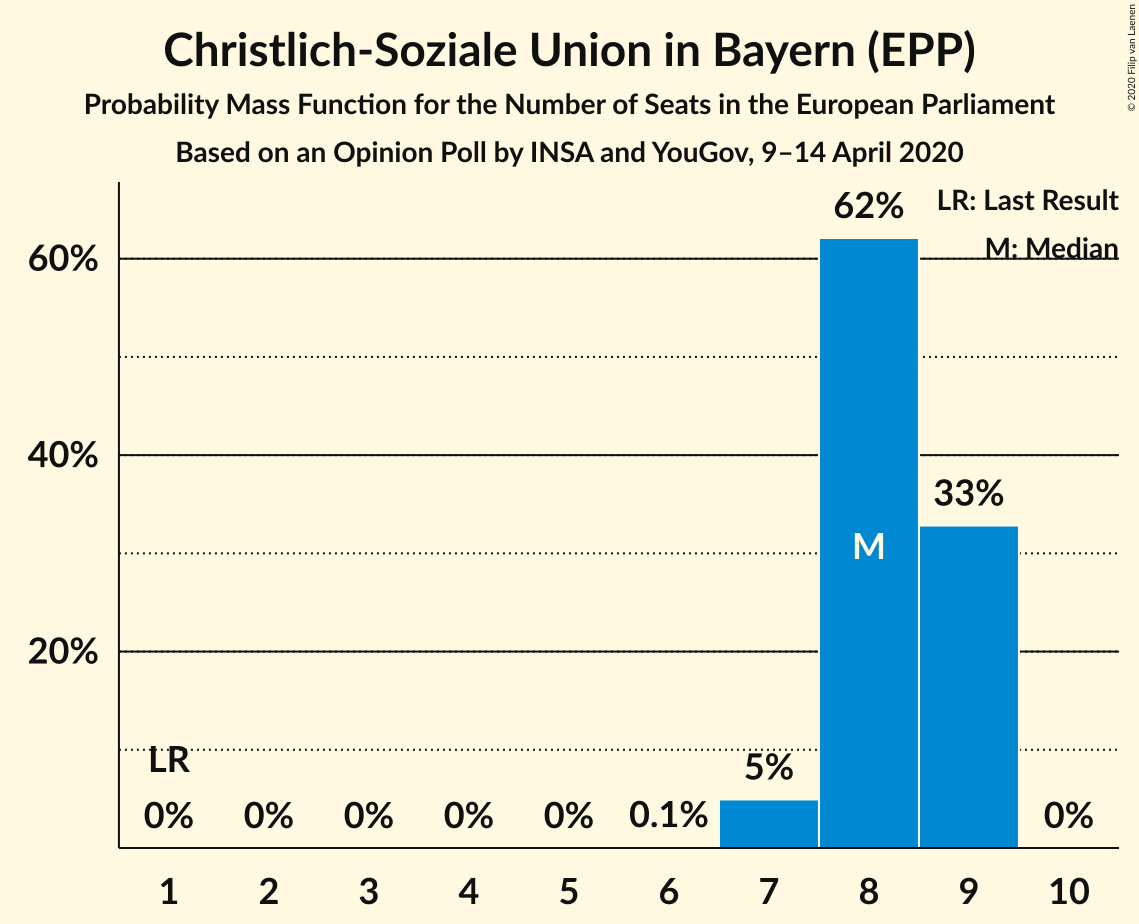 Christlich-Soziale Union in Bayern (EPP)
Probability Mass Function for the Number of Seats in the European Parliament
Based on an Opinion Poll by INSA and YouGov, 9–14 April 2020
© 2020 Filip van Laenen
LR: Last Result
M: Median
62%
60%
40%
33%
M
20%
LR
5%
0% 0% 0% 0% 0% 0.1% 0%
1 2 3 4 5 6 7 8 9 10